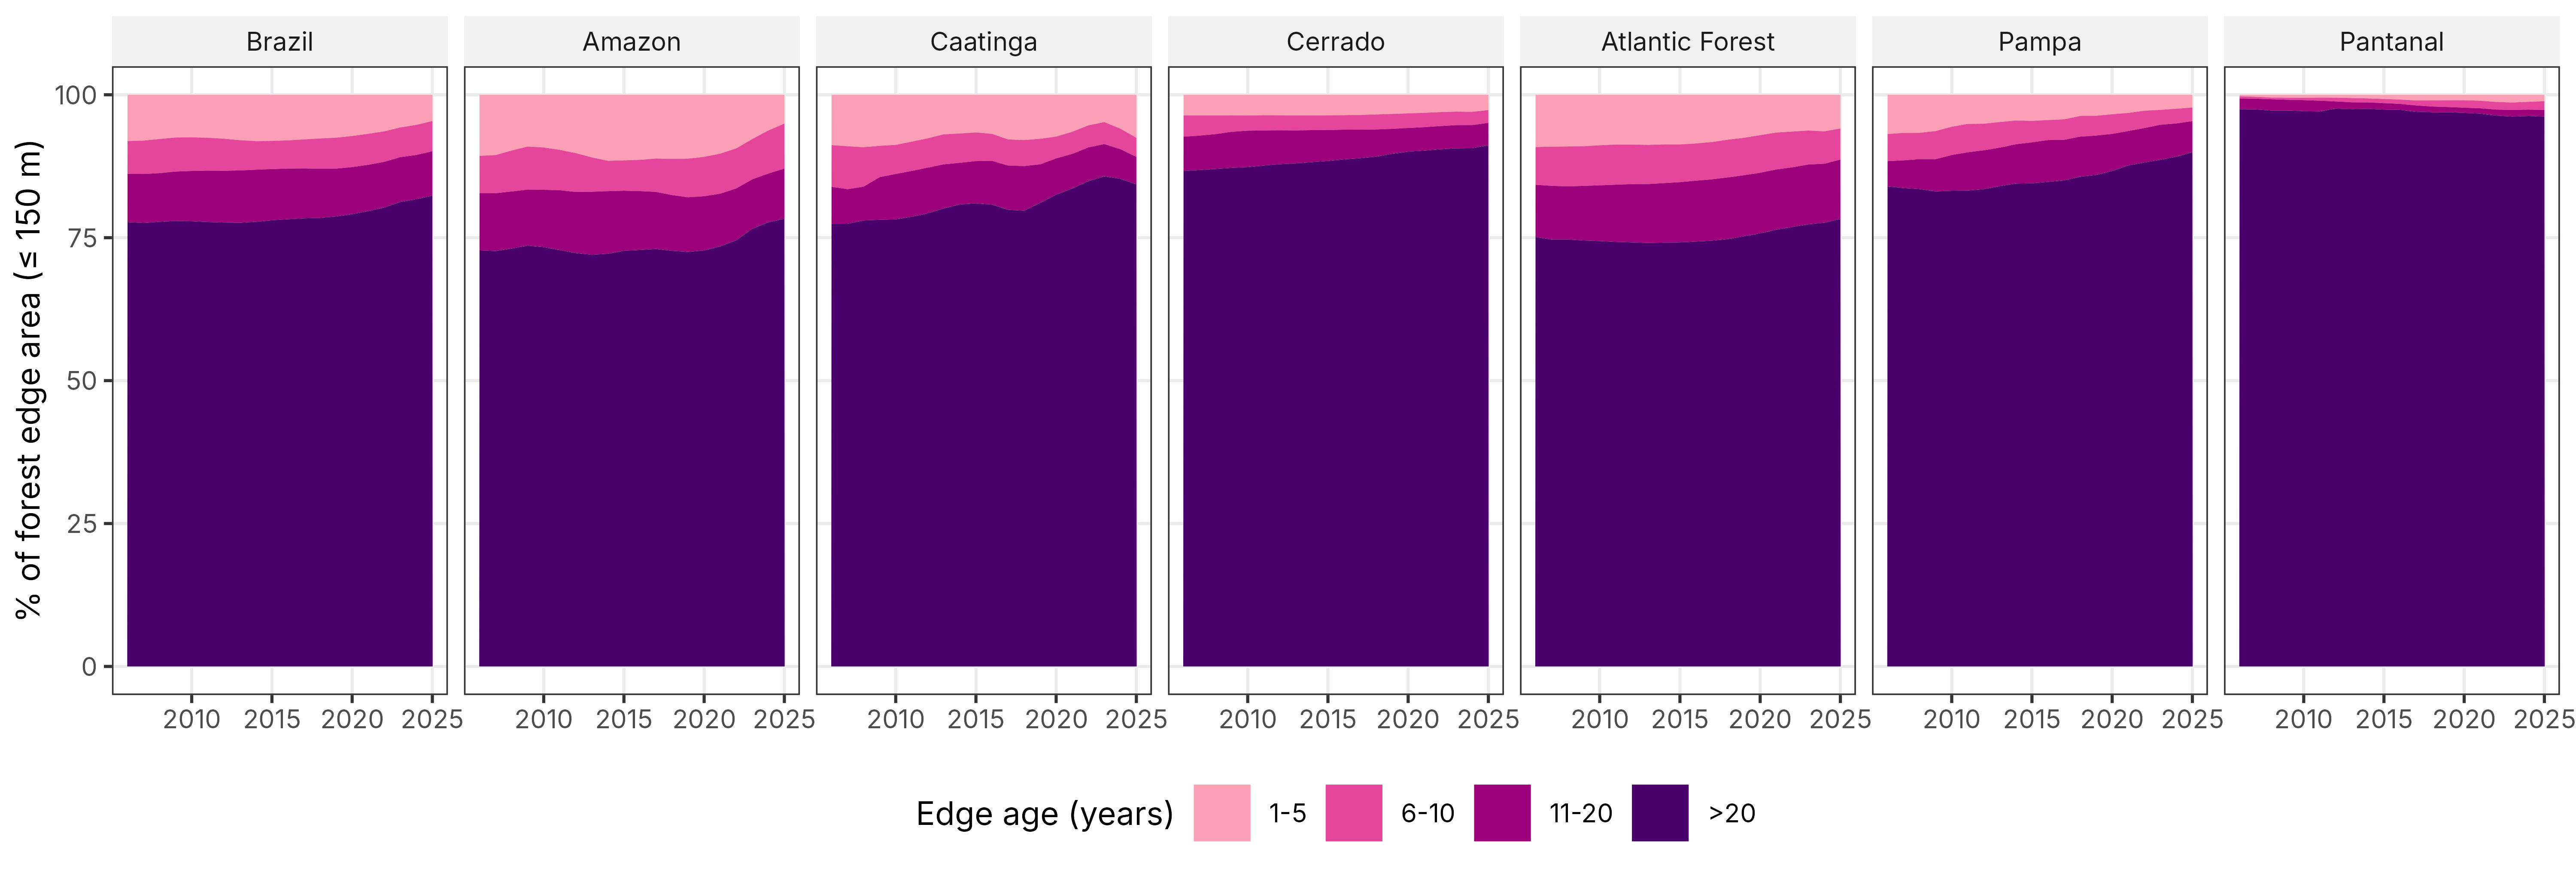 Brazil Amazon Caatinga Cerrado Atlantic Forest Pampa Pantanal
% of forest edge area (≤ 150 m)
100
75
50
25
0
2010 2015 2020 2025 2010 2015 2020 2025 2010 2015 2020 2025 2010 2015 2020 2025 2010 2015 2020 2025 2010 2015 2020 2025 2010 2015 2020 2025
Edge age (years) 1-5 6-10 11-20 >20